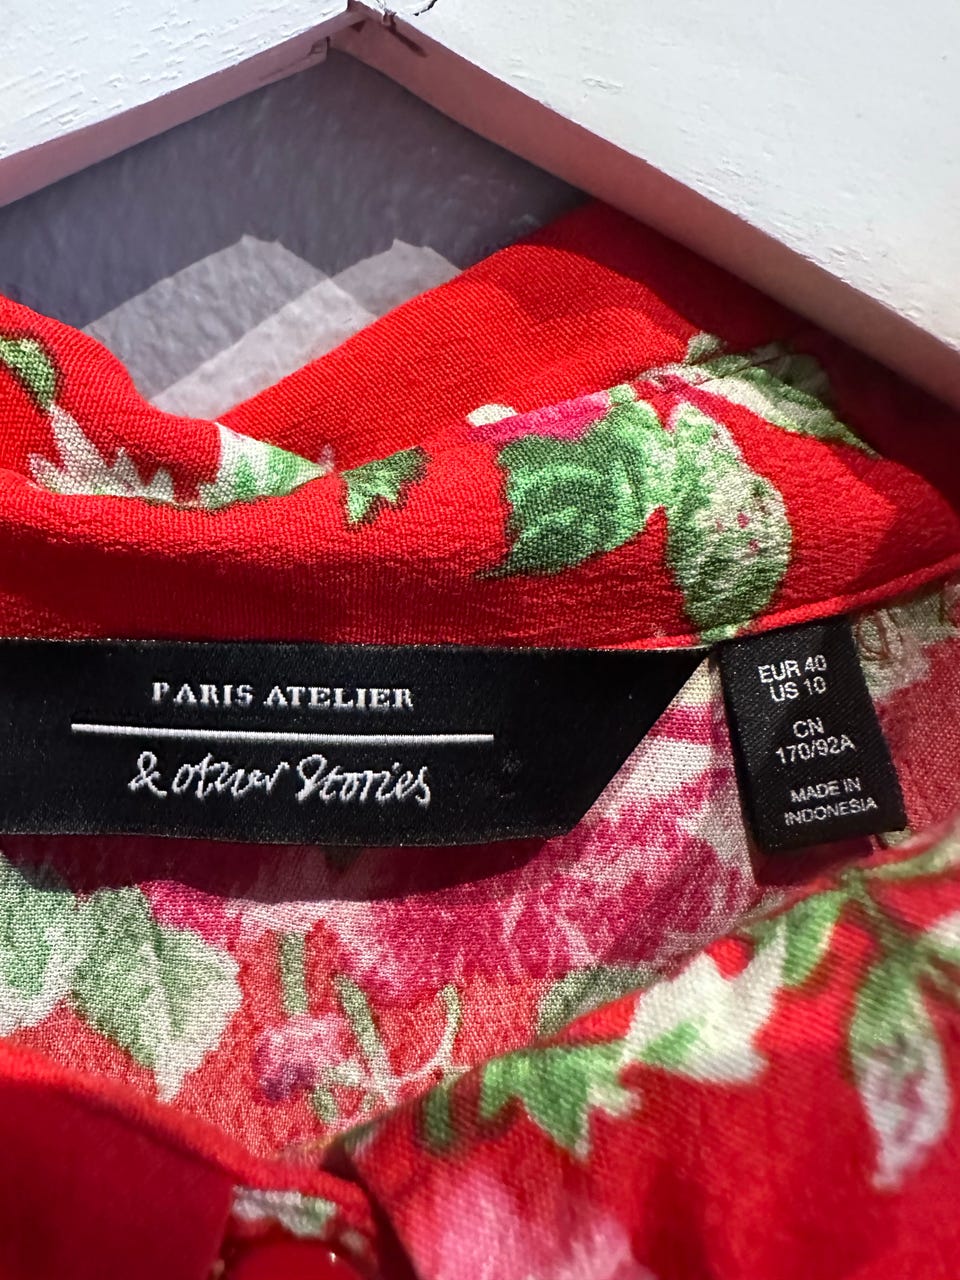 PARIS ATELIER
& other Stories
EUR 40
US 10
CN
170/92A
MADE IN
INDONESIA